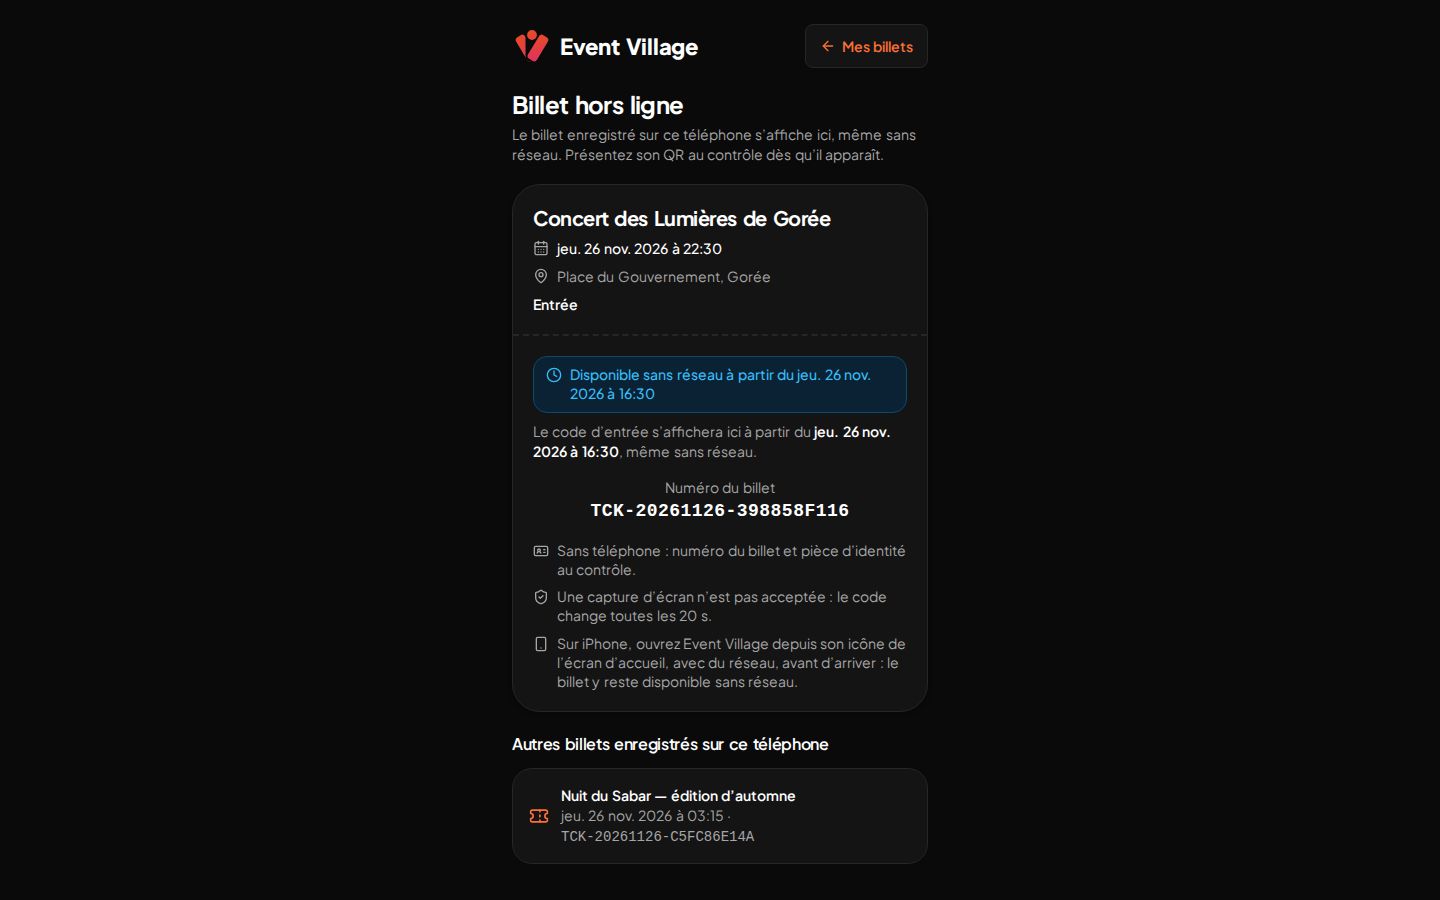 Event Village
Mes billets
Billet hors ligne
Le billet enregistré sur ce téléphone s’affiche ici, même sans
réseau. Présentez son QR au contrôle dès qu’il apparaît.
Concert des Lumières de Gorée
jeu. 26 nov. 2026 à 22:30
Place du Gouvernement, Gorée
Entrée
Disponible sans réseau à partir du jeu. 26 nov.
2026 à 16:30
Le code d’entrée s’affichera ici à partir du jeu. 26 nov.
2026 à 16:30, même sans réseau.
Numéro du billet
TCK-20261126-398858F116
Sans téléphone : numéro du billet et pièce d’identité
au contrôle.
Une capture d’écran n’est pas acceptée : le code
change toutes les 20 s.
Sur iPhone, ouvrez Event Village depuis son icône de
l’écran d’accueil, avec du réseau, avant d’arriver : le
billet y reste disponible sans réseau.
Autres billets enregistrés sur ce téléphone
Nuit du Sabar — édition d’automne
jeu. 26 nov. 2026 à 03:15 ·
TCK-20261126-C5FC86E14A